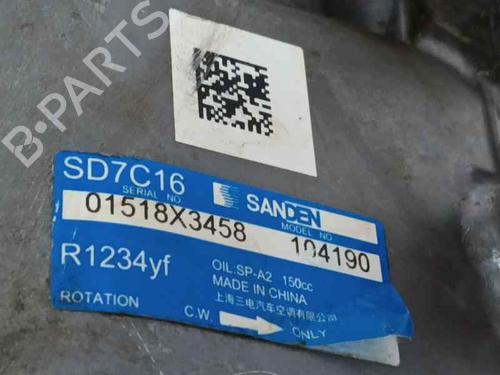 B-PARTS
SD7C16
SANDEN
SERIAL NO
MODEL NO
01518X3458
104190
R1234yf
OIL:SP-A2 150cc
MADE IN CHINA
上海三电汽车空调有限公司
ROTATION
C.W.
ONLY